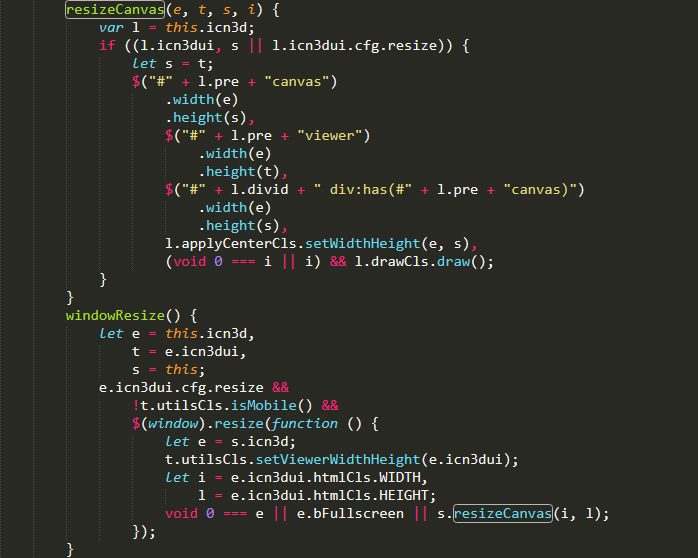 resizeCanvas(e, t, s, i) {
var l = this.icn3d;
if ((l.icn3dui, s || l.icn3dui.cfg.resize)) {
let s = t;
$("#" + l.pre + "canvas")
.width(e)
.height(s),
$("#" + l.pre + "viewer")
.width(e)
.height(t),
$("#" + l.divid + " div:has(#" + l.pre + "canvas)")
.width(e)
.height(s),
l.applyCenterCls.setWidthHeight(e, s),
(void 0 === i || i) && l.drawCls.draw();
}
}
windowResize() {
let e = this.icn3d,
t = e.icn3dui,
s = this;
e.icn3dui.cfg.resize &&
!t.utilsCls.isMobile() &&
$(window).resize(function () {
let e = s.icn3d;
t.utilsCls.setViewerWidthHeight(e.icn3dui);
let i = e.icn3dui.htmlCls.WIDTH,
l = e.icn3dui.htmlCls.HEIGHT;
void 0 === e || e.bFullscreen || s.resizeCanvas(i, l);
});
}